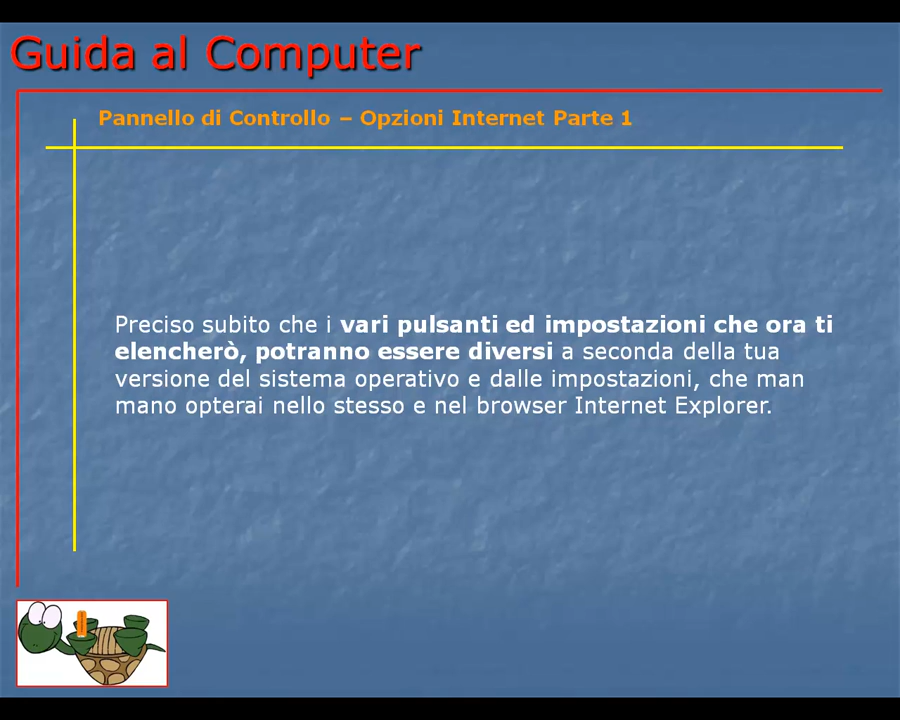 Guida al Computer
Pannello di Controllo – Opzioni Internet Parte 1
Preciso subito che i vari pulsanti ed impostazioni che ora ti
elencherò, potranno essere diversi a seconda della tua
versione del sistema operativo e dalle impostazioni, che man
mano opterai nello stesso e nel browser Internet Explorer.